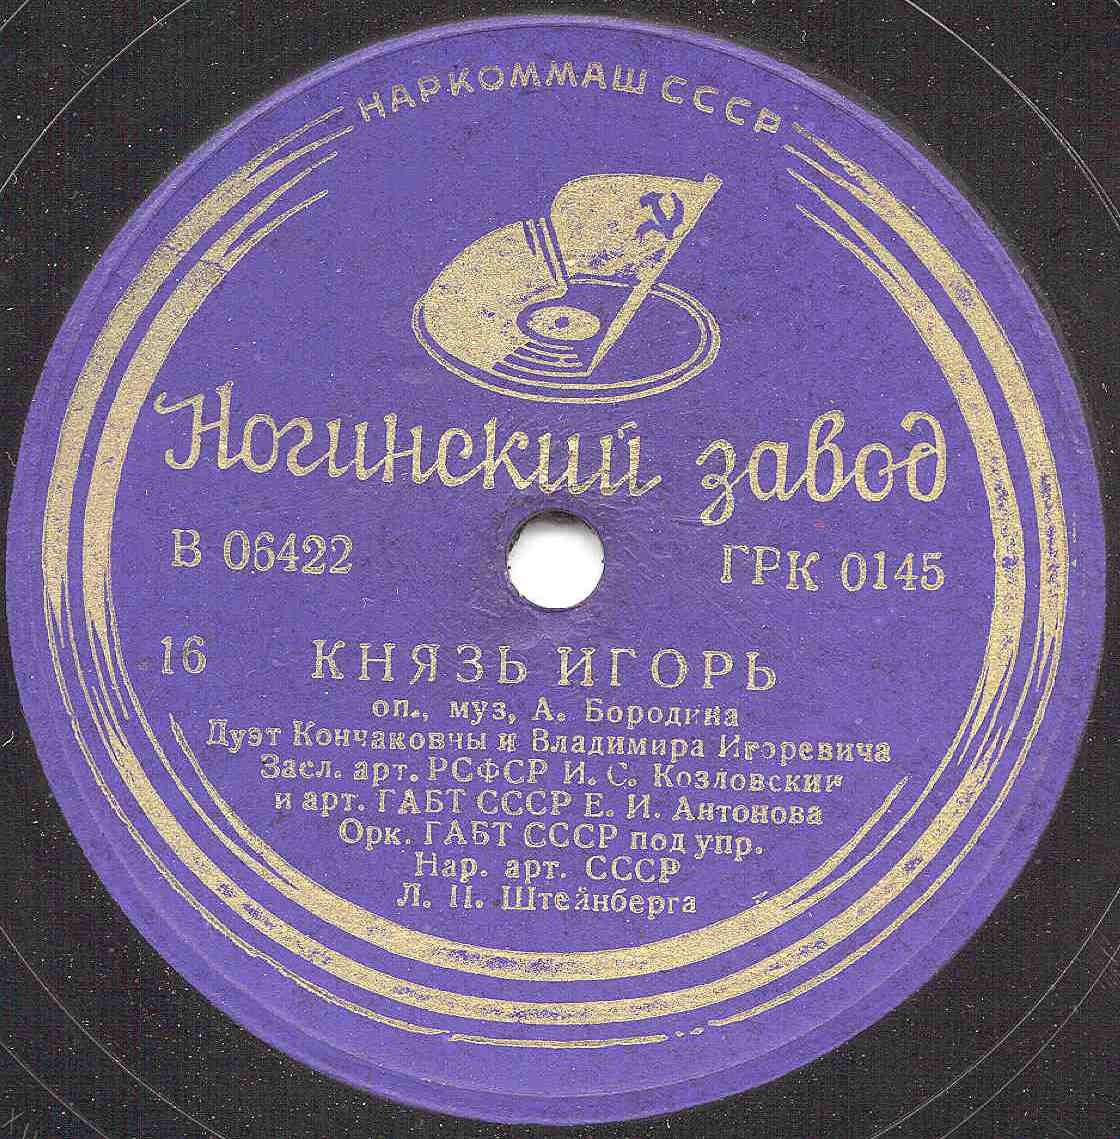 НАРКОММАШ СССР
Ногинский завод
В 06422
ГРК 0145
16
КНЯЗЬ ИГОРЬ
оп., муз, А. Бородина
Дуэт Кончаковчы и Владимира Игоревича
Засл. арт. РСФСР И. С. Козловский
и арт. ГАБТ СССР Е. И. Антонова
Орк. ГАБТ СССР под упр.
Нар. арт. СССР
Л. П. Штейнберга